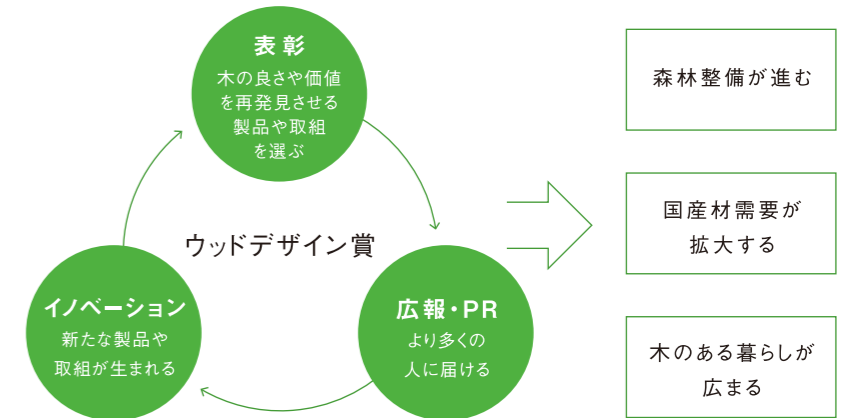 表彰
木の良さや価値
を再発見させる
製品や取組
を選ぶ
ウッドデザイン賞
イノベーション
新たな製品や
取組が生まれる
広報・PR
より多くの
人に届ける
森林整備が進む
国産材需要が
拡大する
木のある暮らしが
広まる